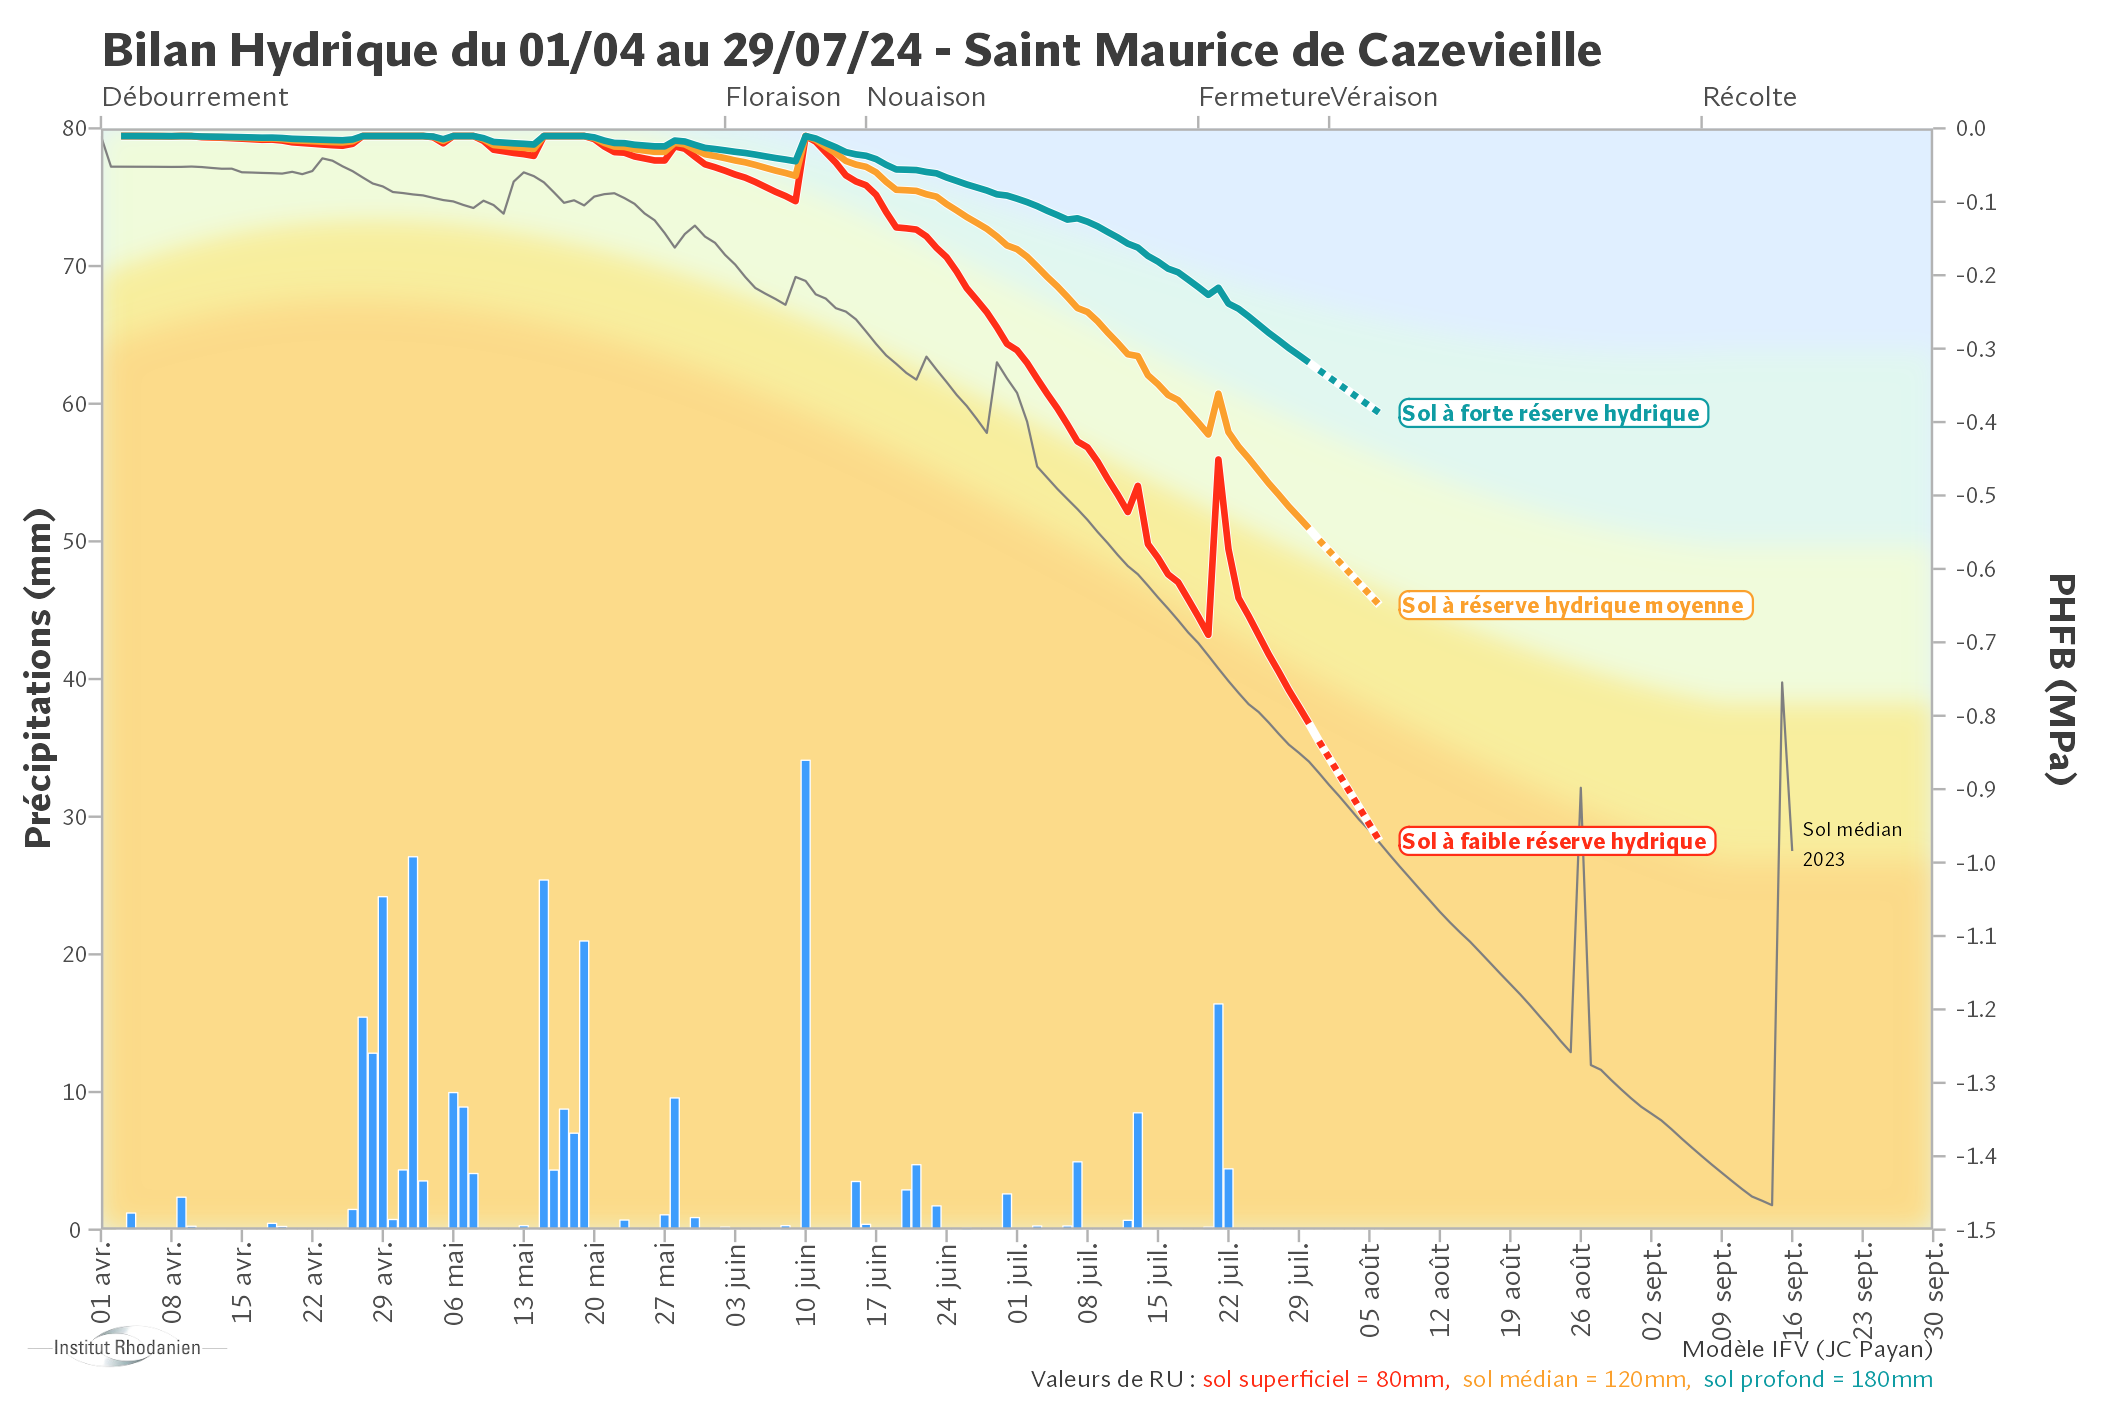 Bilan Hydrique du 01/04 au 29/07/24 - Saint Maurice de Cazevieille
Débourrement Floraison Nouaison Fermeture Véraison Récolte
Précipitations (mm)
80
70
60
50
40
30
20
10
0
0.0
-0.1
-0.2
-0.3
-0.4
-0.5
-0.6
-0.7
-0.8
-0.9
-1.0
-1.1
-1.2
-1.3
-1.4
-1.5
PHFB (MPa)
Sol à forte réserve hydrique
Sol à réserve hydrique moyenne
Sol à faible réserve hydrique
Sol médian
2023
01 avr.
08 avr.
15 avr.
22 avr.
29 avr.
06 mai
13 mai
20 mai
27 mai
03 juin
10 juin
17 juin
24 juin
01 juil.
08 juil.
15 juil.
22 juil.
29 juil.
05 août
12 août
19 août
26 août
02 sept.
09 sept.
16 sept.
23 sept.
30 sept.
Institut Rhodanien
Modèle IFV (JC Payan)
Valeurs de RU : sol superficiel = 80mm, sol médian = 120mm, sol profond = 180mm